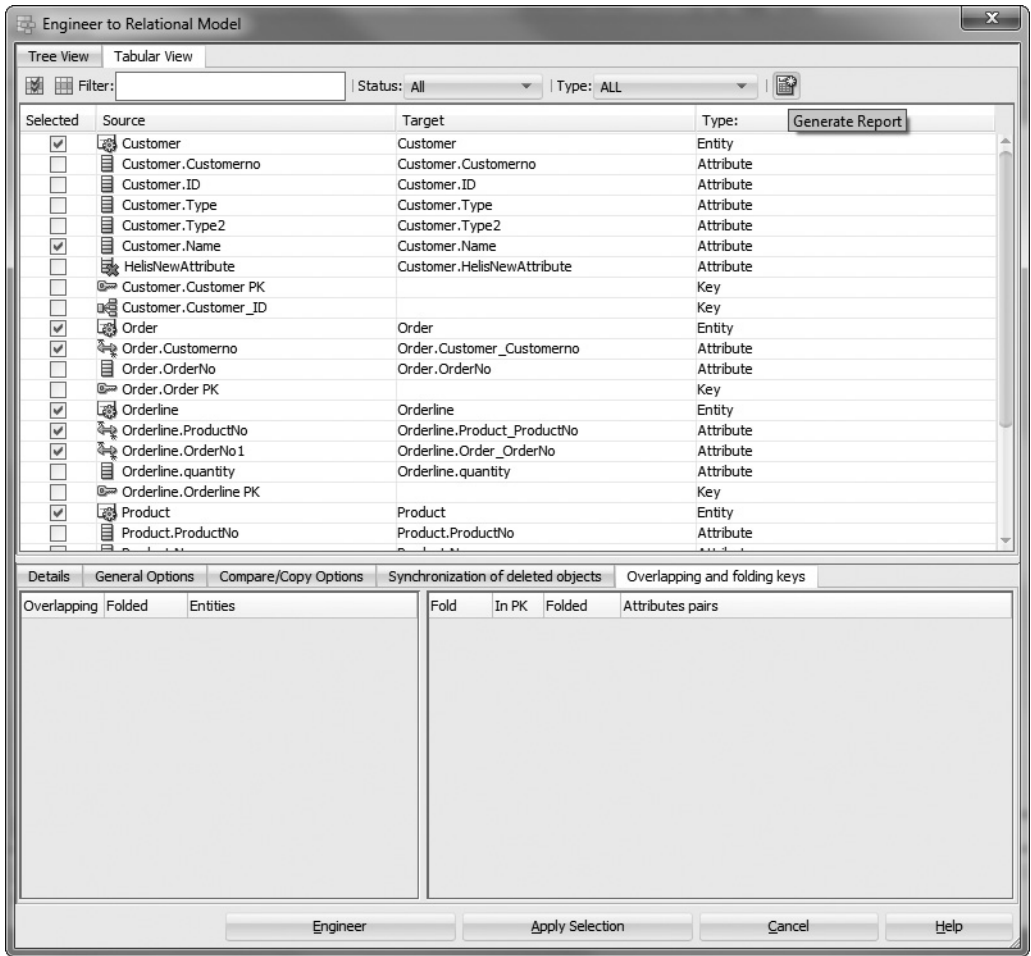 Engineer to Relational Model
X
Tree View Tabular View
Filter: Status: All Type: ALL
Selected Source Target Type: Generate Report
Customer Customer Entity
Customer.Customerno Customer.Customerno Attribute
Customer.ID Customer.ID Attribute
Customer.Type Customer.Type Attribute
Customer.Type2 Customer.Type2 Attribute
Customer.Name Customer.Name Attribute
HelisNewAttribute Customer.HelisNewAttribute Attribute
Customer.Customer PK Key
Customer.Customer_ID Key
Order Order Entity
Order.Customerno Order.Customer_Customerno Attribute
Order.OrderNo Order.OrderNo Attribute
Order.Order PK Key
Orderline Orderline Entity
Orderline.ProductNo Orderline.Product_ProductNo Attribute
Orderline.OrderNo1 Orderline.Order_OrderNo Attribute
Orderline.quantity Orderline.quantity Attribute
Orderline.Orderline PK Key
Product Product Entity
Product.ProductNo Product.ProductNo Attribute
Details General Options Compare/Copy Options Synchronization of deleted objects Overlapping and folding keys
Overlapping Folded Entities Fold In PK Folded Attributes pairs
Engineer Apply Selection Cancel Help